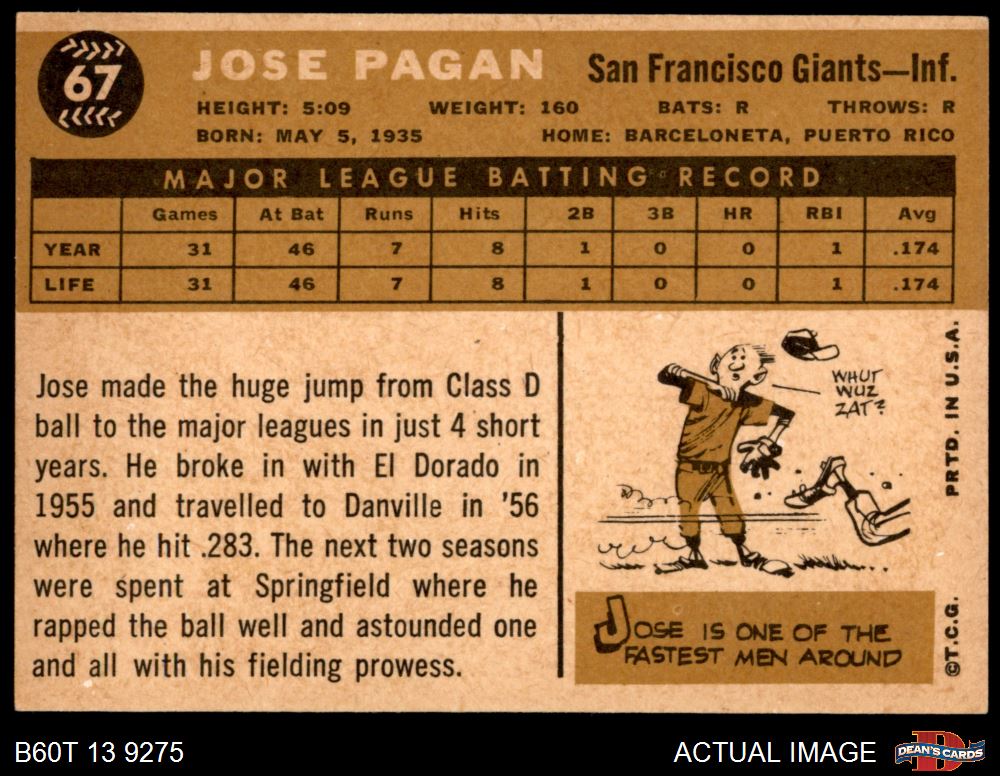 67
JOSE PAGAN
San Francisco Giants—Inf.
HEIGHT: 5:09 WEIGHT: 160 BATS: R THROWS: R
BORN: MAY 5, 1935 HOME: BARCELONETA, PUERTO RICO
MAJOR LEAGUE BATTING RECORD
Games At Bat Runs Hits 2B 3B HR RBI Avg
YEAR 31 46 7 8 1 0 0 1 .174
LIFE 31 46 7 8 1 0 0 1 .174
Jose made the huge jump from Class D
ball to the major leagues in just 4 short
years. He broke in with El Dorado in
1955 and travelled to Danville in '56
where he hit .283. The next two seasons
were spent at Springfield where he
rapped the ball well and astounded one
and all with his fielding prowess.
WHUT
WUZ
ZAT?
JOSE IS ONE OF THE
FASTEST MEN AROUND
©T.C.G. PRTD. IN U.S.A.
B60T 13 9275
ACTUAL IMAGE
D
DEAN'S CARDS